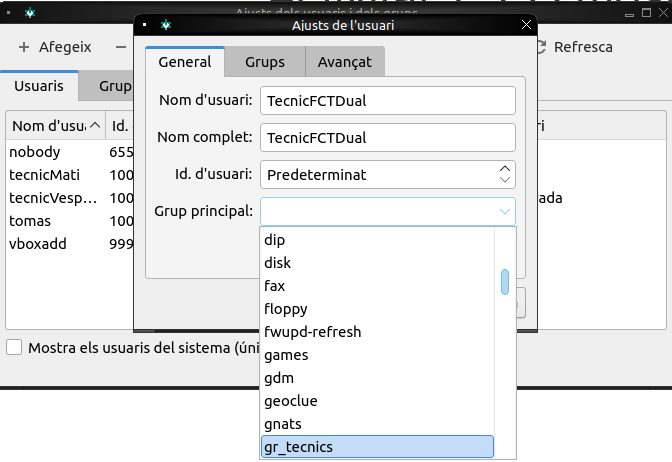 Ajusts dels usuaris i dels grups
Ajusts de l'usuari
+ Afegeix
Refresca
General
Grups
Avançat
Usuaris
Grup
Nom d'usu
Id.
Nom d'usuari: TecnicFCTDual
Nom complet: TecnicFCTDual
Id. d'usuari: Predeterminat
Grup principal:
nobody 655
tecnicMati 100
tecnicVesp... 100
tomas 100
vboxadd 999
dip
disk
fax
floppy
fwupd-refresh
games
gdm
geoclue
gnats
gr_tecnics
Mostra els usuaris del sistema (úni